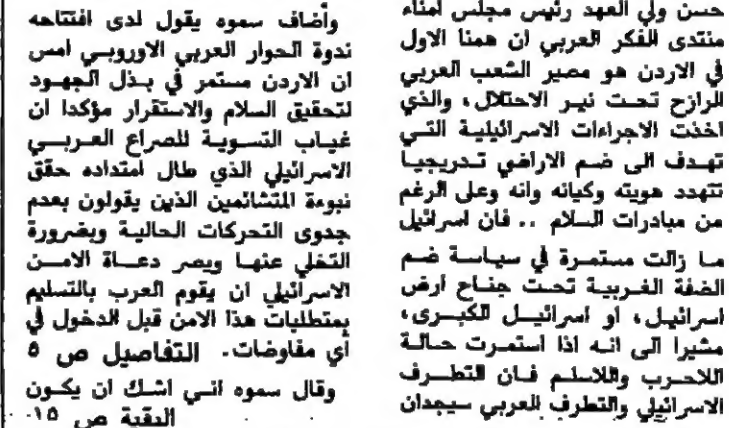 حسن ولي العهد رئيس مجلس امناء
منتدى الفكر العربي ان همنا الاول
في الاردن هو مصير الشعب العربي
الرازح تحت نير الاحتلال، والذي
اخذت الاجراءات الاسرائيلية التي
تهدف الى ضم الاراضي تدريجيا
تتهدد هويته وكيانه وانه وعلى الرغم
من مبادرات السلام .. فان اسرائيل
ما زالت مستمرة في سياسة ضم
الضفة الغربية تحت جناح ارض
اسرائيل، او اسرائيل الكبرى،
مشيرا الى انه اذا استمرت حالة
اللاحرب واللاسلم فان التطرف
الاسرائيلي والتطرف العربي سيجدان
وأضاف سموه يقول لدى افتتاحه
ندوة الحوار العربي الاوروبي امس
ان الاردن مستمر في بذل الجهود
لتحقيق السلام والاستقرار مؤكدا ان
غياب التسوية للصراع العربي
الاسرائيلي الذي طال امتداده حقق
نبوءة المتشائمين الذين يقولون بعدم
جدوى التحركات الحالية وبضرورة
التخلي عنها ويصر دعاة الامن
الاسرائيلي ان يقوم العرب بالتسليم
بمتطلبات هذا الامن قبل الدخول في
أي مفاوضات. التفاصيل ص ٥
وقال سموه انني اشك ان يكون
البقية ص ١٥